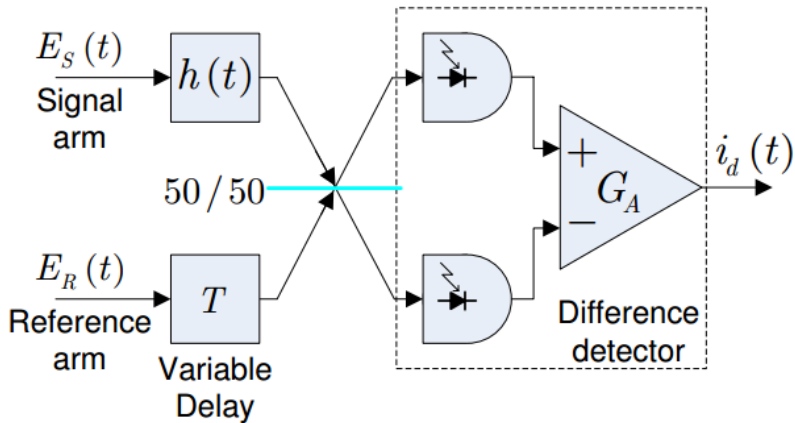 E_S(t)
Signal
arm
h(t)
50/50
E_R(t)
Reference
arm
T
Variable
Delay
+
−
G_A
i_d(t)
Difference
detector